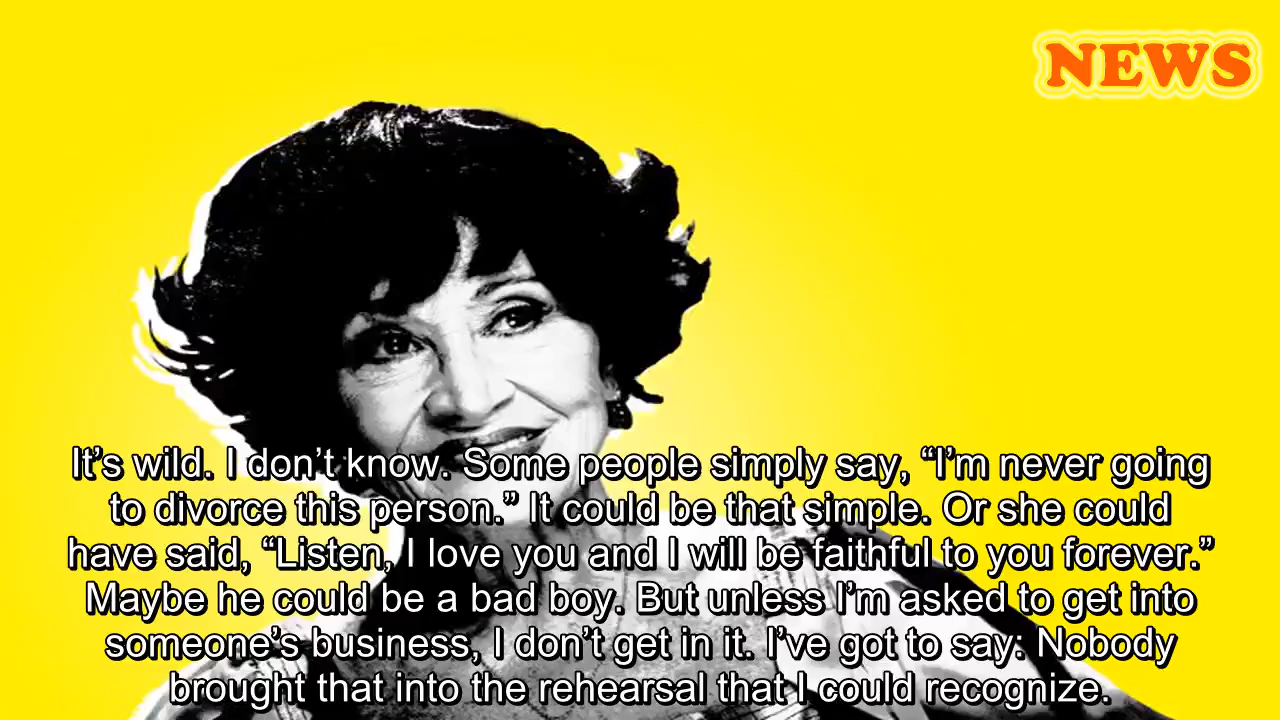 NEWS
It’s wild. I don’t know. Some people simply say, “I’m never going
to divorce this person.” It could be that simple. Or she could
have said, “Listen, I love you and I will be faithful to you forever.”
Maybe he could be a bad boy. But unless I’m asked to get into
someone’s business, I don’t get in it. I’ve got to say: Nobody
brought that into the rehearsal that I could recognize.